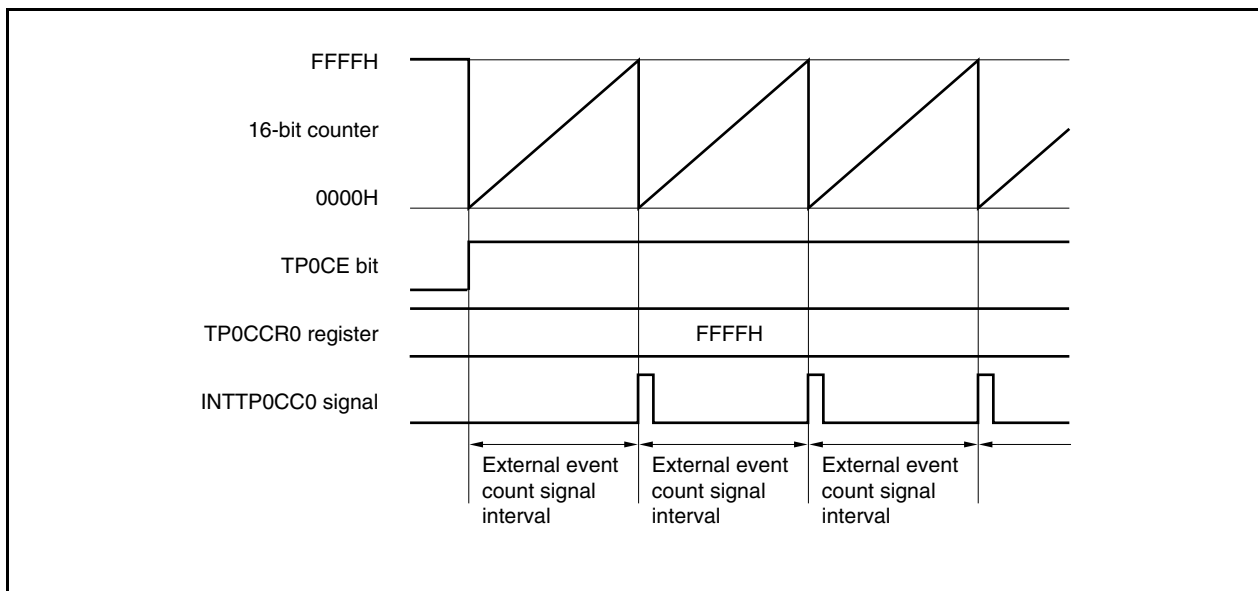 FFFFH
16-bit counter
0000H
TP0CE bit
TP0CCR0 register
FFFFH
INTTP0CC0 signal
External event
count signal
interval
External event
count signal
interval
External event
count signal
interval